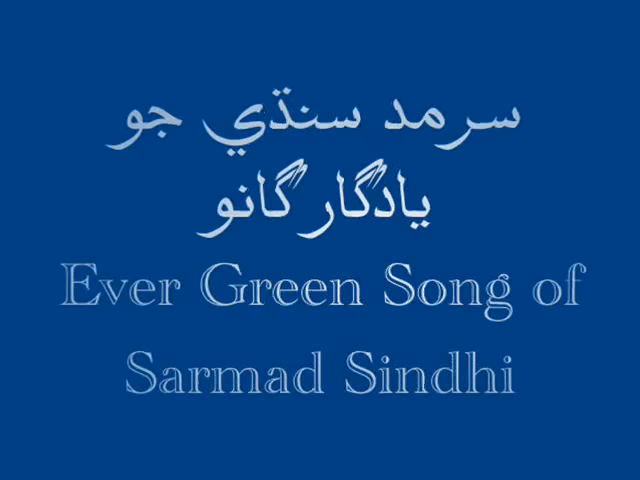 سرمد سنڌي جو
يادگار گانو
Ever Green Song of
Sarmad Sindhi